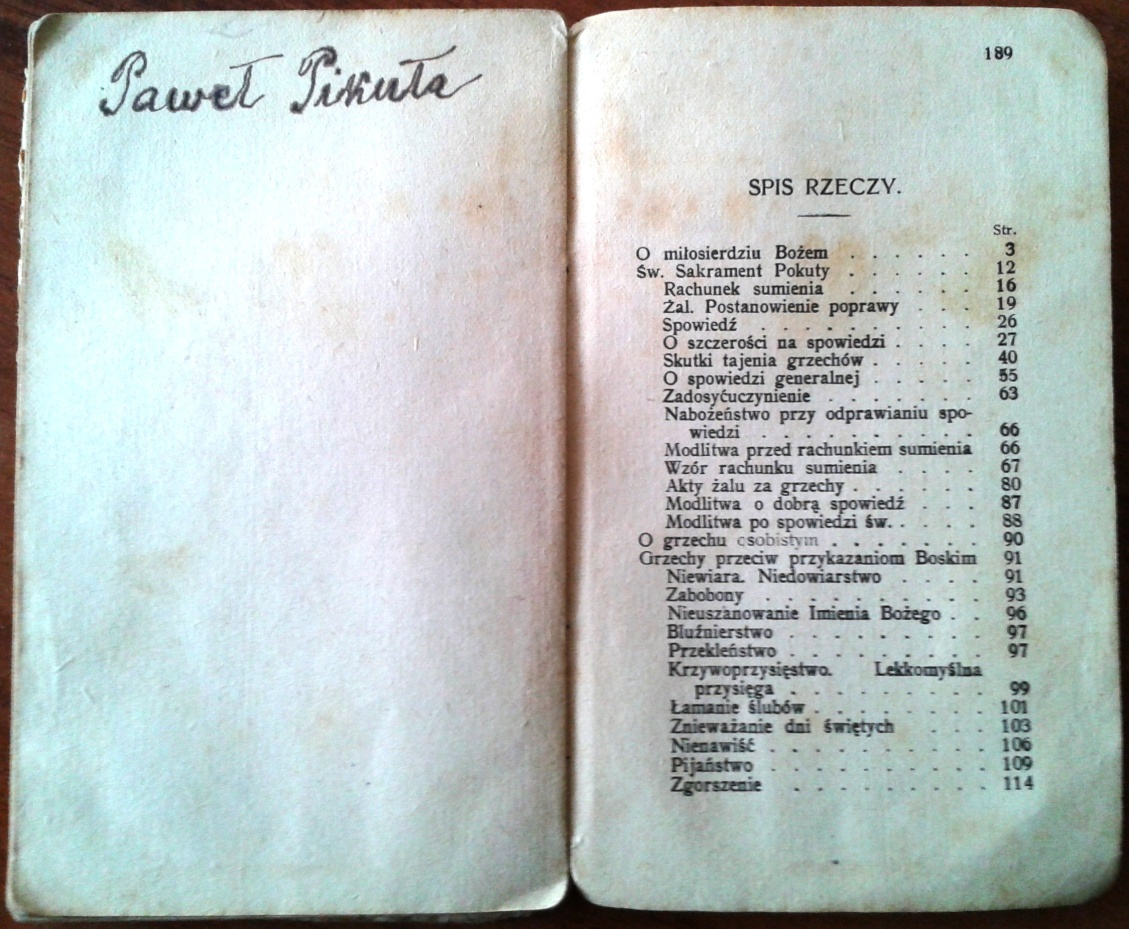 Paweł Pikuła
189
SPIS RZECZY.
Str.
O miłosierdziu Bożem . . . . . . 3
Św. Sakrament Pokuty . . . . . . 12
Rachunek sumienia . . . . . . 16
Żal. Postanowienie poprawy . . . 19
Spowiedź . . . . . . . . . . 26
O szczerości na spowiedzi . . . . 27
Skutki tajenia grzechów . . . . . 40
O spowiedzi generalnej . . . . . 55
Zadosyćuczynienie . . . . . . . 63
Nabożeństwo przy odprawianiu spo-
wiedzi . . . . . . . . . 66
Modlitwa przed rachunkiem sumienia 66
Wzór rachunku sumienia . . . . 67
Akty żalu za grzechy . . . . . . 80
Modlitwa o dobrą spowiedź . . . 87
Modlitwa po spowiedzi św. . . . . 88
O grzechu osobistym . . . . . . . 90
Grzechy przeciw przykazaniom Boskim 91
Niewiara. Niedowiarstwo . . . . 91
Zabobony . . . . . . . . . . 93
Nieuszanowanie Imienia Bożego . . 96
Bluźnierstwo . . . . . . . . . 97
Przekleństwo . . . . . . . . . 97
Krzywoprzysięstwo. Lekkomyślna
przysięga . . . . . . . . . 99
Łamanie ślubów . . . . . . . . 101
Znieważanie dni świętych . . . 103
Nienawiść . . . . . . . . . . 106
Pijaństwo . . . . . . . . . . 109
Zgorszenie . . . . . . . . . 114